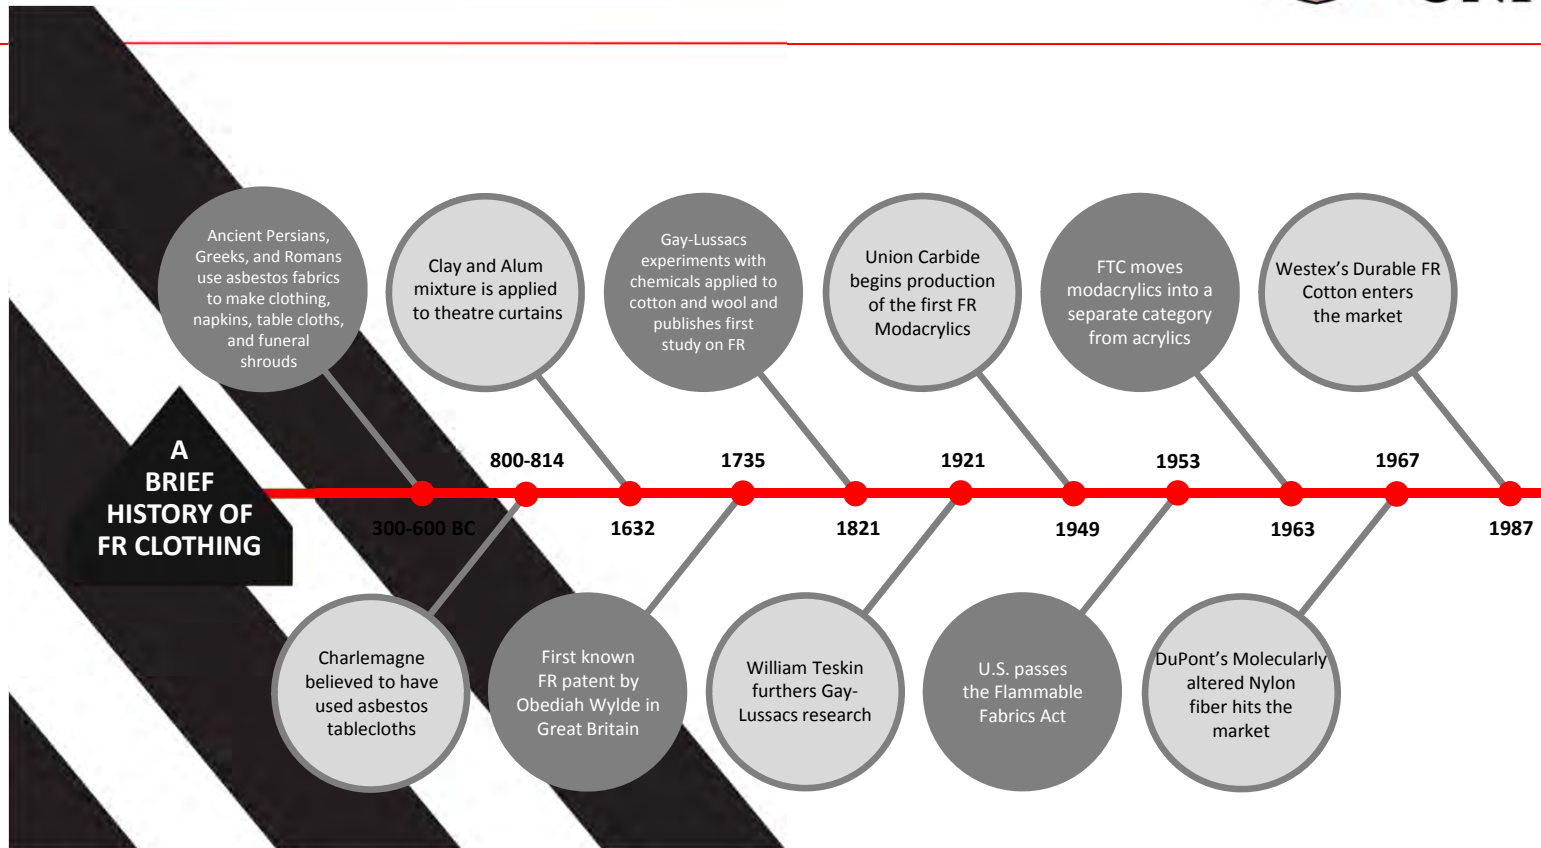 Ancient Persians,
Greeks, and Romans
use asbestos fabrics
to make clothing,
napkins, table cloths,
and funeral
shrouds
Clay and Alum
mixture is applied
to theatre curtains
Gay-Lussacs
experiments with
chemicals applied to
cotton and wool and
publishes first
study on FR
Union Carbide
begins production
of the first FR
Modacrylics
FTC moves
modacrylics into a
separate category
from acrylics
Westex’s Durable FR
Cotton enters
the market
A
BRIEF
HISTORY OF
FR CLOTHING
800-814
1735
1921
1953
1967
300-600 BC
1632
1821
1949
1963
1987
Charlemagne
believed to have
used asbestos
tablecloths
First known
FR patent by
Obediah Wylde in
Great Britain
William Teskin
furthers Gay-
Lussacs research
U.S. passes
the Flammable
Fabrics Act
DuPont’s Molecularly
altered Nylon
fiber hits the
market